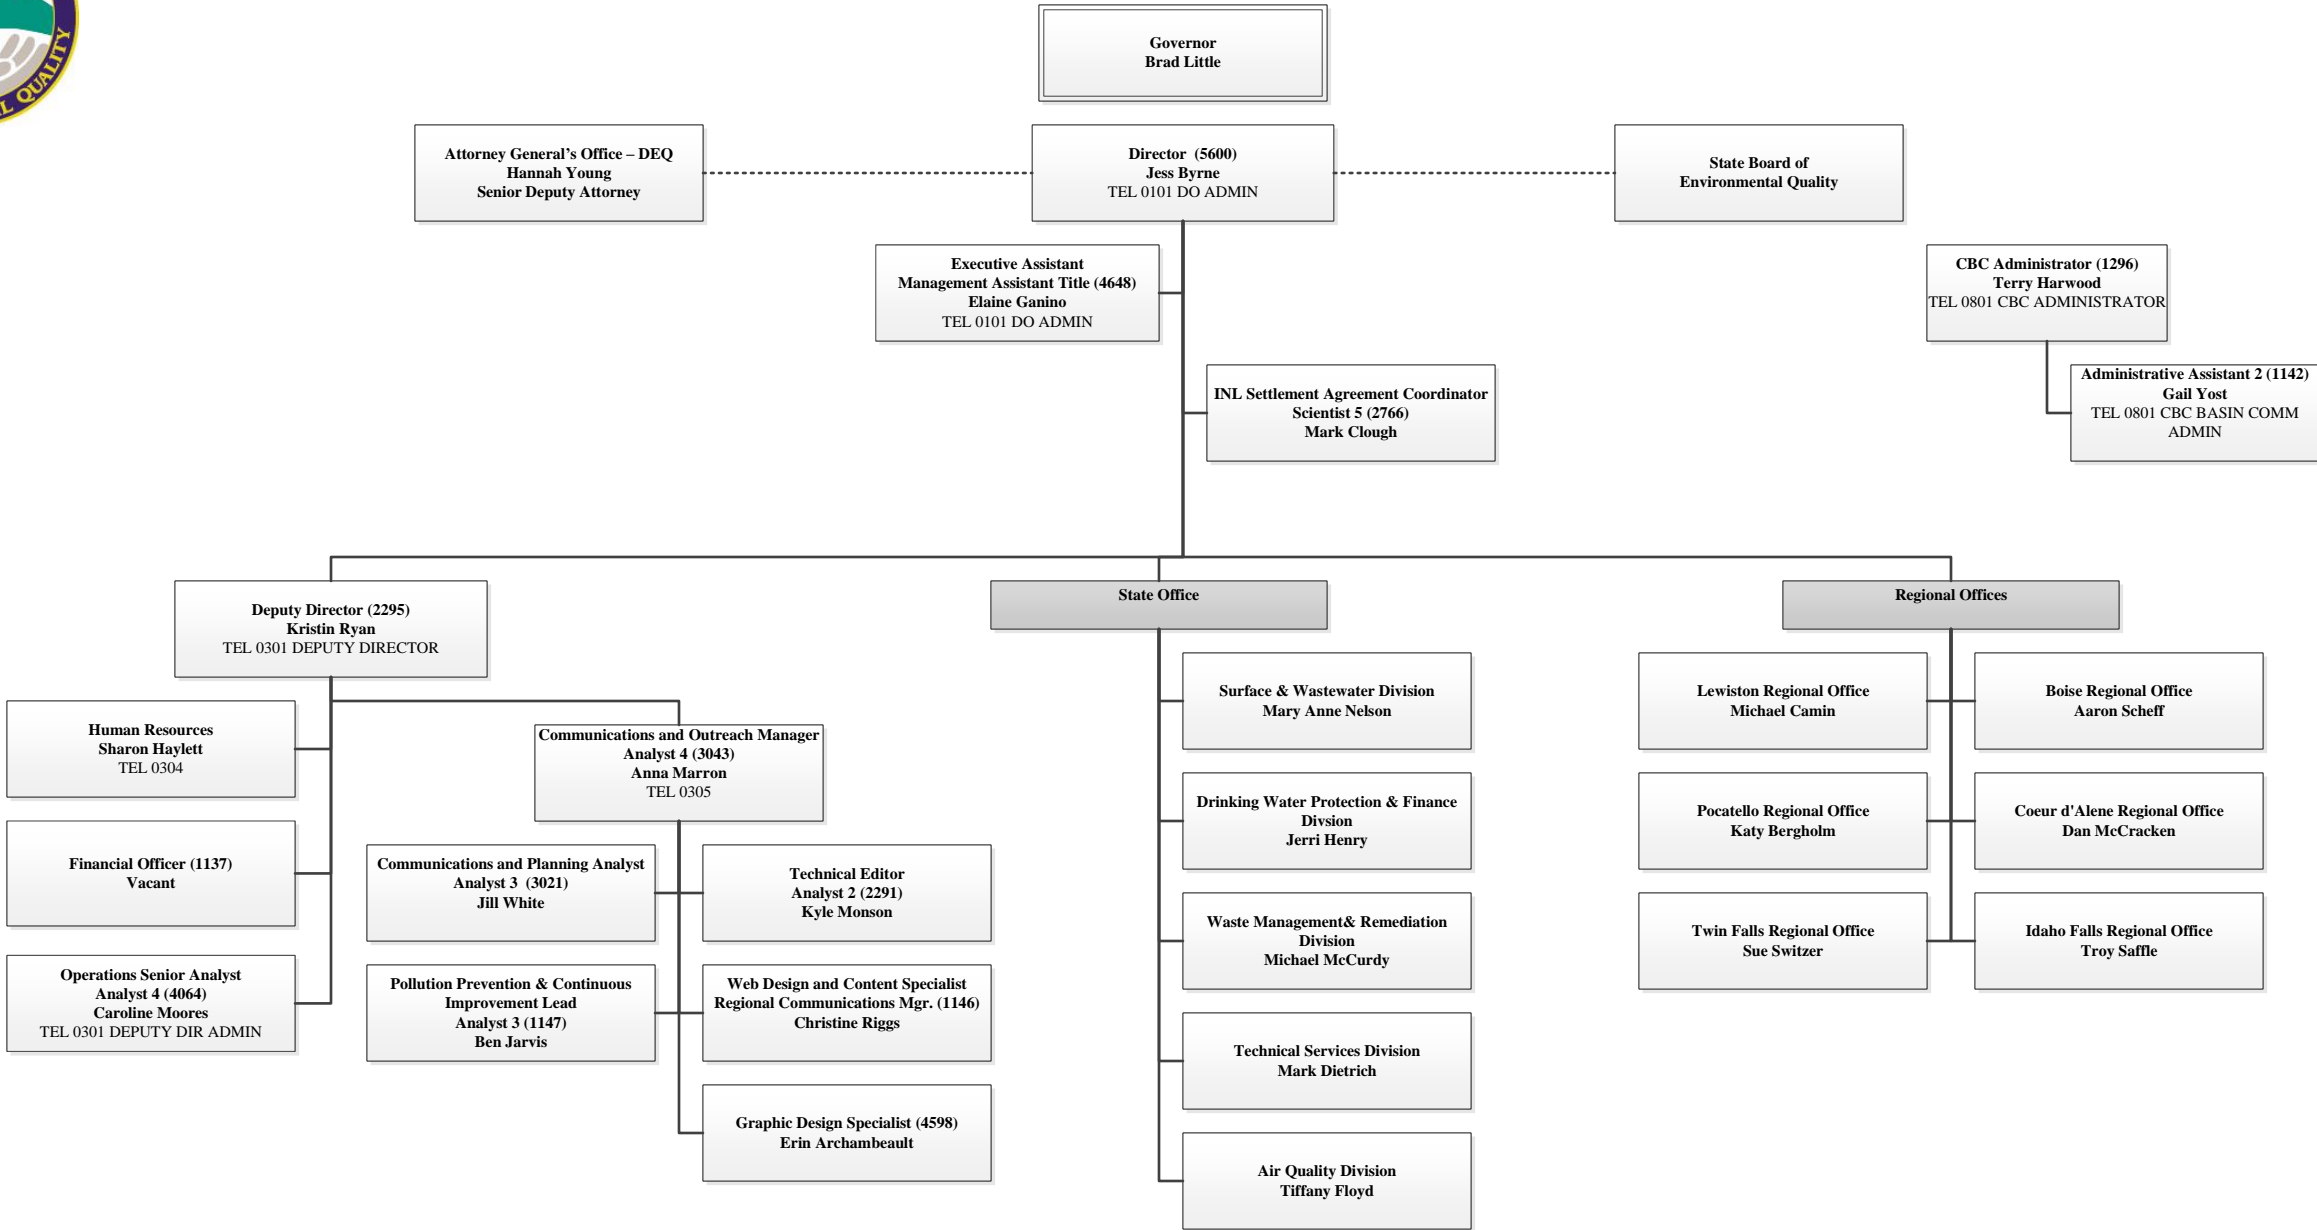 L QUALITY
Governor
Brad Little
Attorney General’s Office – DEQ
Hannah Young
Senior Deputy Attorney
Director (5600)
Jess Byrne
TEL 0101 DO ADMIN
State Board of
Environmental Quality
Executive Assistant
Management Assistant Title (4648)
Elaine Ganino
TEL 0101 DO ADMIN
CBC Administrator (1296)
Terry Harwood
TEL 0801 CBC ADMINISTRATOR
INL Settlement Agreement Coordinator
Scientist 5 (2766)
Mark Clough
Administrative Assistant 2 (1142)
Gail Yost
TEL 0801 CBC BASIN COMM
ADMIN
Deputy Director (2295)
Kristin Ryan
TEL 0301 DEPUTY DIRECTOR
Human Resources
Sharon Haylett
TEL 0304
Financial Officer (1137)
Vacant
Operations Senior Analyst
Analyst 4 (4064)
Caroline Moores
TEL 0301 DEPUTY DIR ADMIN
Communications and Outreach Manager
Analyst 4 (3043)
Anna Marron
TEL 0305
Communications and Planning Analyst
Analyst 3 (3021)
Jill White
Technical Editor
Analyst 2 (2291)
Kyle Monson
Pollution Prevention & Continuous
Improvement Lead
Analyst 3 (1147)
Ben Jarvis
Web Design and Content Specialist
Regional Communications Mgr. (1146)
Christine Riggs
Graphic Design Specialist (4598)
Erin Archambeault
State Office
Surface & Wastewater Division
Mary Anne Nelson
Drinking Water Protection & Finance
Divsion
Jerri Henry
Waste Management& Remediation
Division
Michael McCurdy
Technical Services Division
Mark Dietrich
Air Quality Division
Tiffany Floyd
Regional Offices
Lewiston Regional Office
Michael Camin
Boise Regional Office
Aaron Scheff
Pocatello Regional Office
Katy Bergholm
Coeur d'Alene Regional Office
Dan McCracken
Twin Falls Regional Office
Sue Switzer
Idaho Falls Regional Office
Troy Saffle